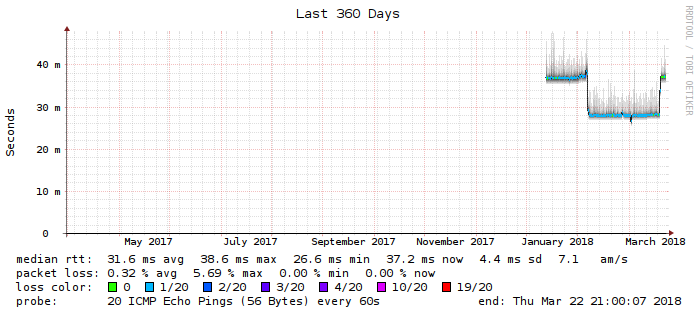 Last 360 Days
RRDTOOL / TOBI OETIKER
Seconds
40 m
30 m
20 m
10 m
0
May 2017 July 2017 September 2017 November 2017 January 2018 March 2018
median rtt: 31.6 ms avg 38.6 ms max 26.6 ms min 37.2 ms now 4.4 ms sd 7.1 am/s
packet loss: 0.32 % avg 5.69 % max 0.00 % min 0.00 % now
loss color: 0 1/20 2/20 3/20 4/20 10/20 19/20
probe: 20 ICMP Echo Pings (56 Bytes) every 60s end: Thu Mar 22 21:00:07 2018